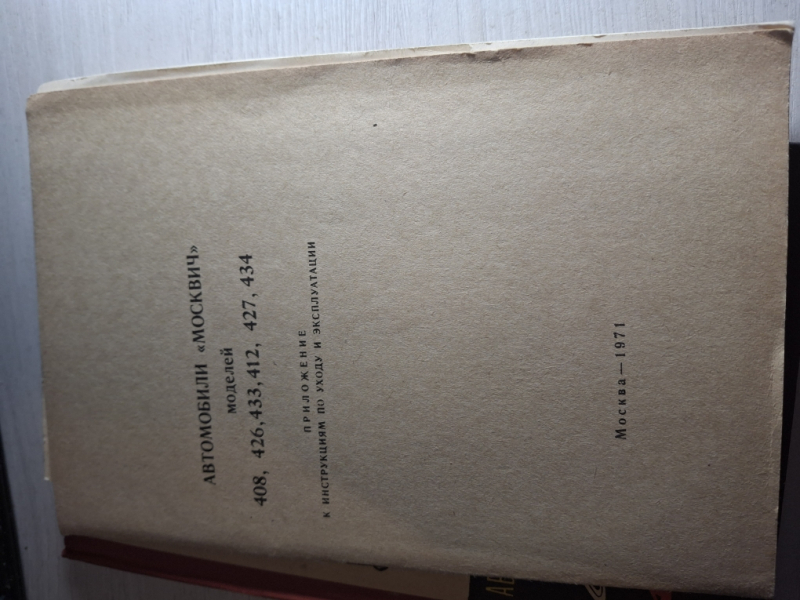 АВТОМОБИЛИ «МОСКВИЧ»
моделей
408, 426,433,412, 427, 434
ПРИЛОЖЕНИЕ
К ИНСТРУКЦИЯМ ПО УХОДУ И ЭКСПЛУАТАЦИИ
Москва — 1971